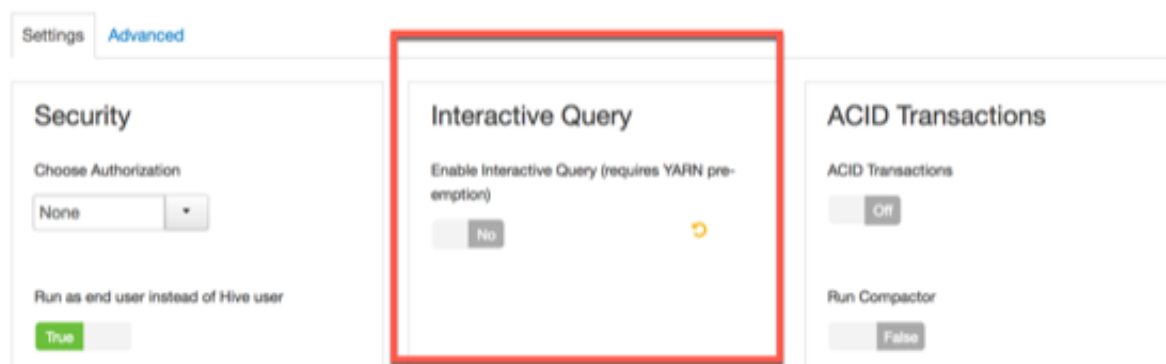 Settings
Advanced
Security
Choose Authorization
None
Run as end user instead of Hive user
True
Interactive Query
Enable Interactive Query (requires YARN pre-
emption)
No
ACID Transactions
ACID Transactions
Off
Run Compactor
False